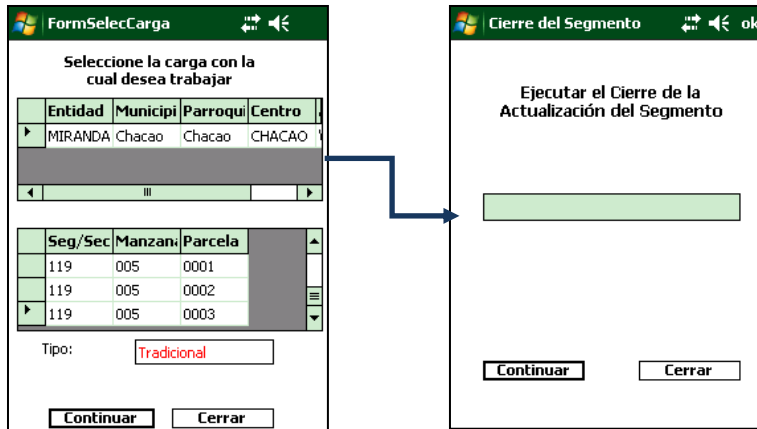 FormSelecCarga
Seleccione la carga con la
cual desea trabajar
Entidad Municipi Parroqui Centro
MIRANDA Chacao Chacao CHACAO
Seg/Sec Manzana Parcela
119 005 0001
119 005 0002
119 005 0003
Tipo: Tradicional
Continuar Cerrar
Cierre del Segmento ok
Ejecutar el Cierre de la
Actualización del Segmento
Continuar Cerrar